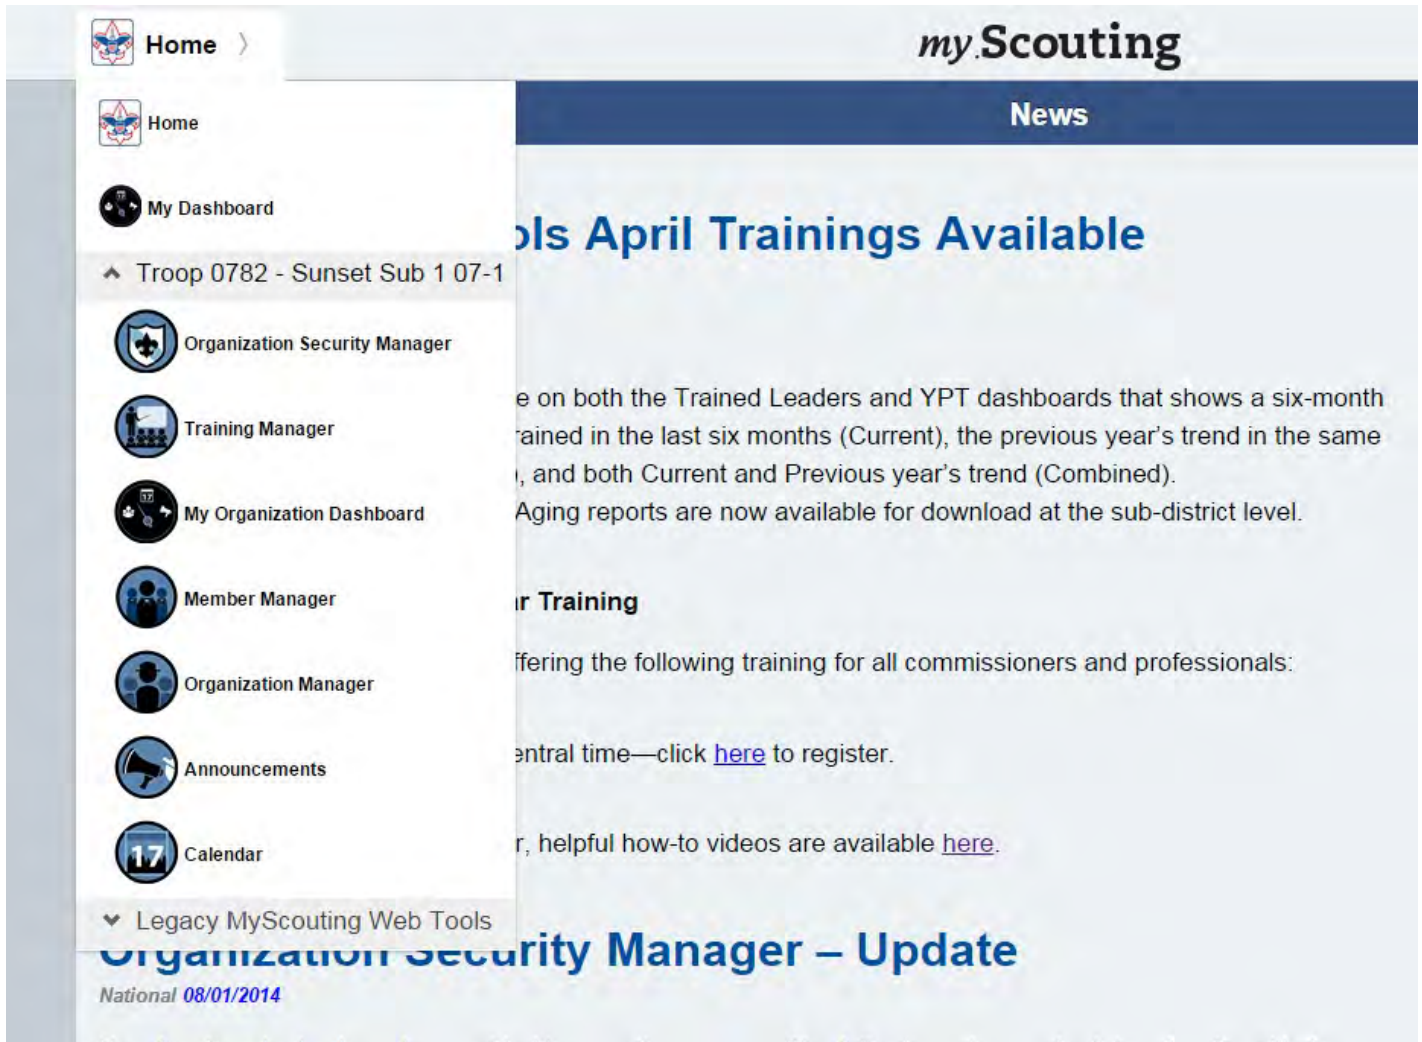 Home
my.Scouting
Home
News
My Dashboard
ols April Trainings Available
Troop 0782 - Sunset Sub 1 07-1
Organization Security Manager
e on both the Trained Leaders and YPT dashboards that shows a six-month
Training Manager
rained in the last six months (Current), the previous year's trend in the same
), and both Current and Previous year's trend (Combined).
My Organization Dashboard
Aging reports are now available for download at the sub-district level.
Member Manager
r Training
ffering the following training for all commissioners and professionals:
Organization Manager
entral time—click here to register.
Announcements
17
Calendar
r, helpful how-to videos are available here.
Legacy MyScouting Web Tools
Organization Security Manager – Update
National 08/01/2014